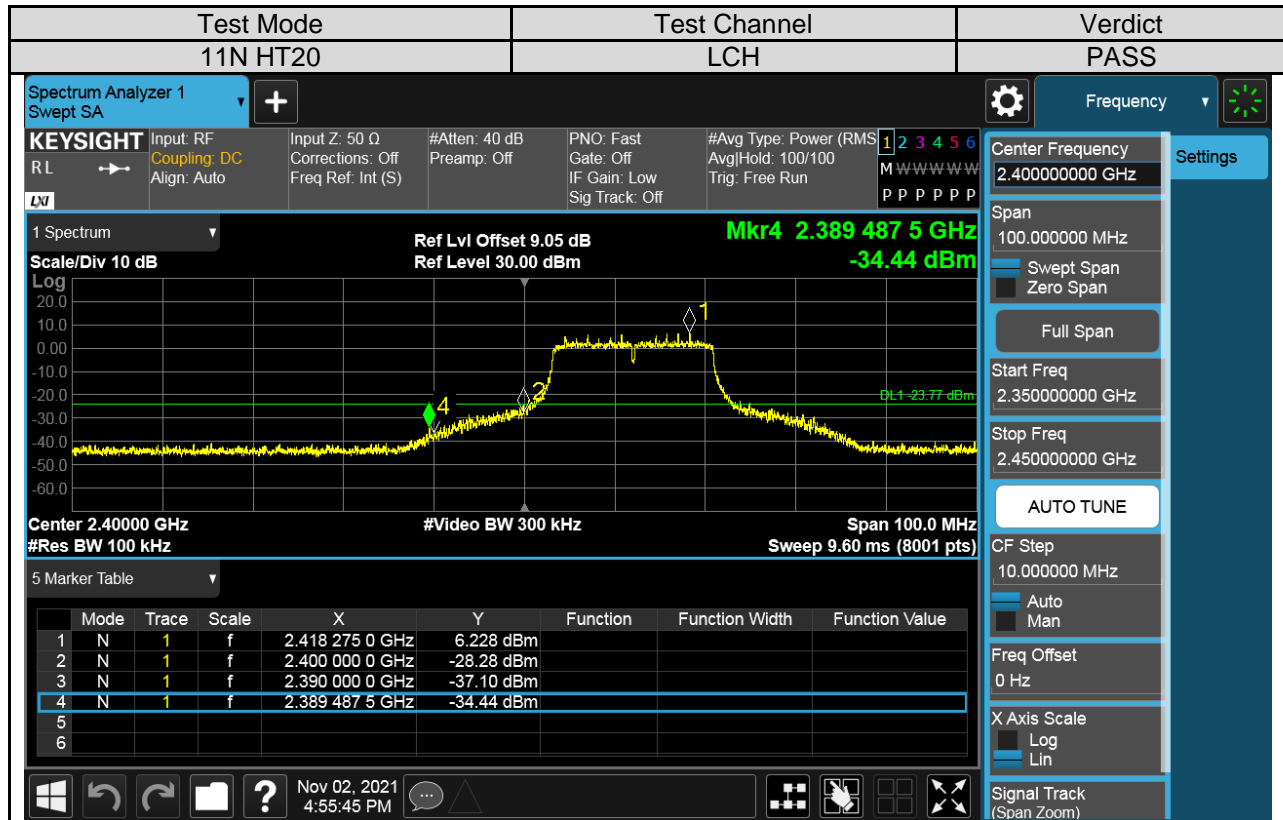 Test Mode Test Channel Verdict
11N HT20 LCH PASS
Spectrum Analyzer 1
Swept SA
+
Frequency
KEYSIGHT
RL
LXI
Input: RF
Coupling: DC
Align: Auto
Input Z: 50 Ω
Corrections: Off
Freq Ref: Int (S)
#Atten: 40 dB
Preamp: Off
PNO: Fast
Gate: Off
IF Gain: Low
Sig Track: Off
#Avg Type: Power (RMS
Avg|Hold: 100/100
Trig: Free Run
1 2 3 4 5 6
M W W W W W
P P P P P P
Center Frequency
2.400000000 GHz
Settings
Span
100.000000 MHz
Swept Span
Zero Span
Full Span
Start Freq
2.350000000 GHz
Stop Freq
2.450000000 GHz
AUTO TUNE
CF Step
10.000000 MHz
Auto
Man
Freq Offset
0 Hz
X Axis Scale
Log
Lin
Signal Track
(Span Zoom)
1 Spectrum
Scale/Div 10 dB
Ref Lvl Offset 9.05 dB
Ref Level 30.00 dBm
Mkr4 2.389 487 5 GHz
-34.44 dBm
Log
20.0
10.0
0.00
-10.0
-20.0
-30.0
-40.0
-50.0
-60.0
1
2
4
DL1 -23.77 dBm
Center 2.40000 GHz #Video BW 300 kHz Span 100.0 MHz
#Res BW 100 kHz Sweep 9.60 ms (8001 pts)
5 Marker Table
Mode Trace Scale X Y Function Function Width Function Value
1 N 1 f 2.418 275 0 GHz 6.228 dBm
2 N 1 f 2.400 000 0 GHz -28.28 dBm
3 N 1 f 2.390 000 0 GHz -37.10 dBm
4 N 1 f 2.389 487 5 GHz -34.44 dBm
5
6
?
Nov 02, 2021
4:55:45 PM